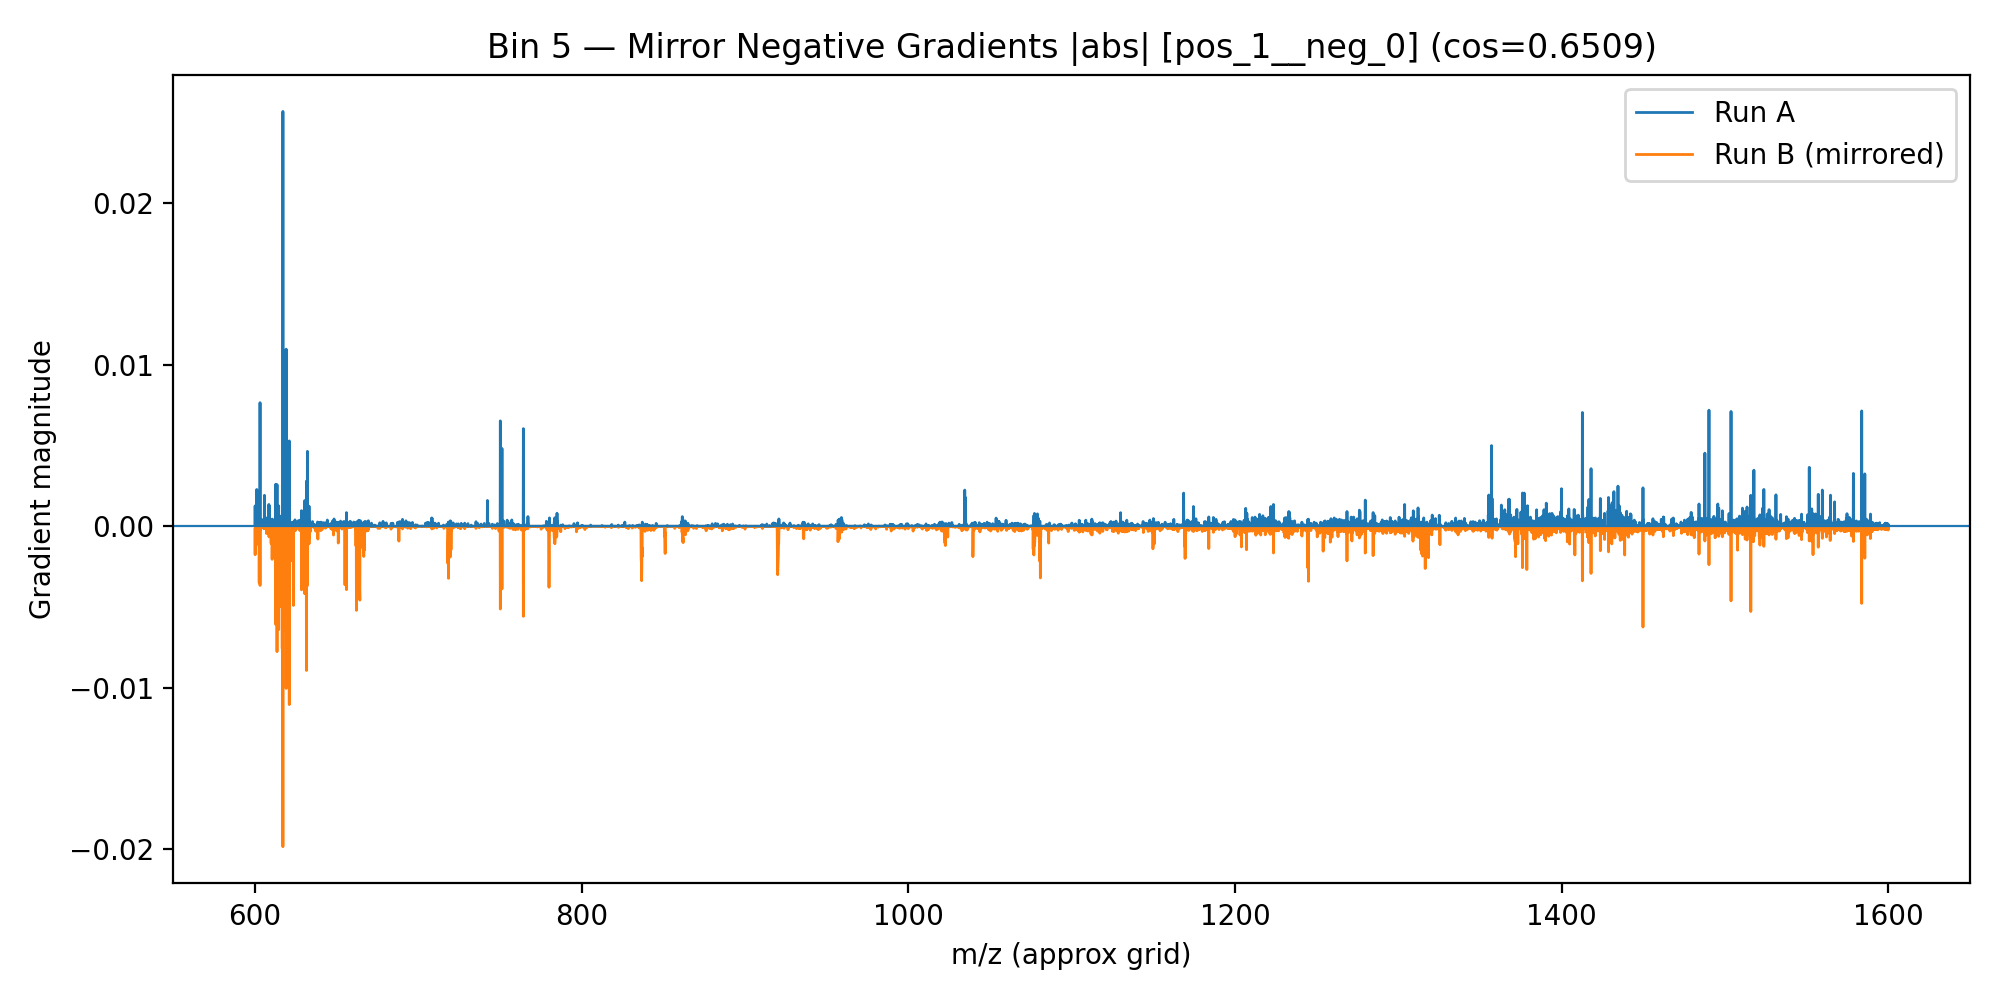 Bin 5 — Mirror Negative Gradients |abs| [pos_1__neg_0] (cos=0.6509)
Run A
Run B (mirrored)
Gradient magnitude
0.02
0.01
0.00
−0.01
−0.02
600 800 1000 1200 1400 1600
m/z (approx grid)